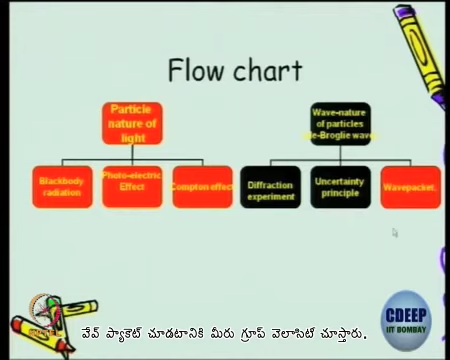 Flow chart
Particle
nature of
light
Wave-nature
of particles
de-Broglie waves
Blackbody
radiation
Photo-electric
Effect
Compton effect
Diffraction
experiment
Uncertainty
principle
Wavepacket.
CDEEP
IIT BOMBAY
వేవ్ ప్యాకెట్ చూడటానికి మీరు గ్రూప్ వెలాసిటీ చూస్తారు.